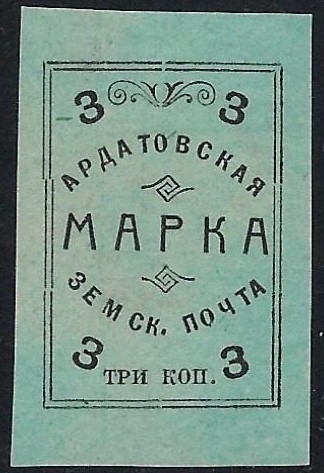 3 3
АРДАТОВСКАЯ
МАРКА
ЗЕМСК. ПОЧТА
3 3
ТРИ КОП.